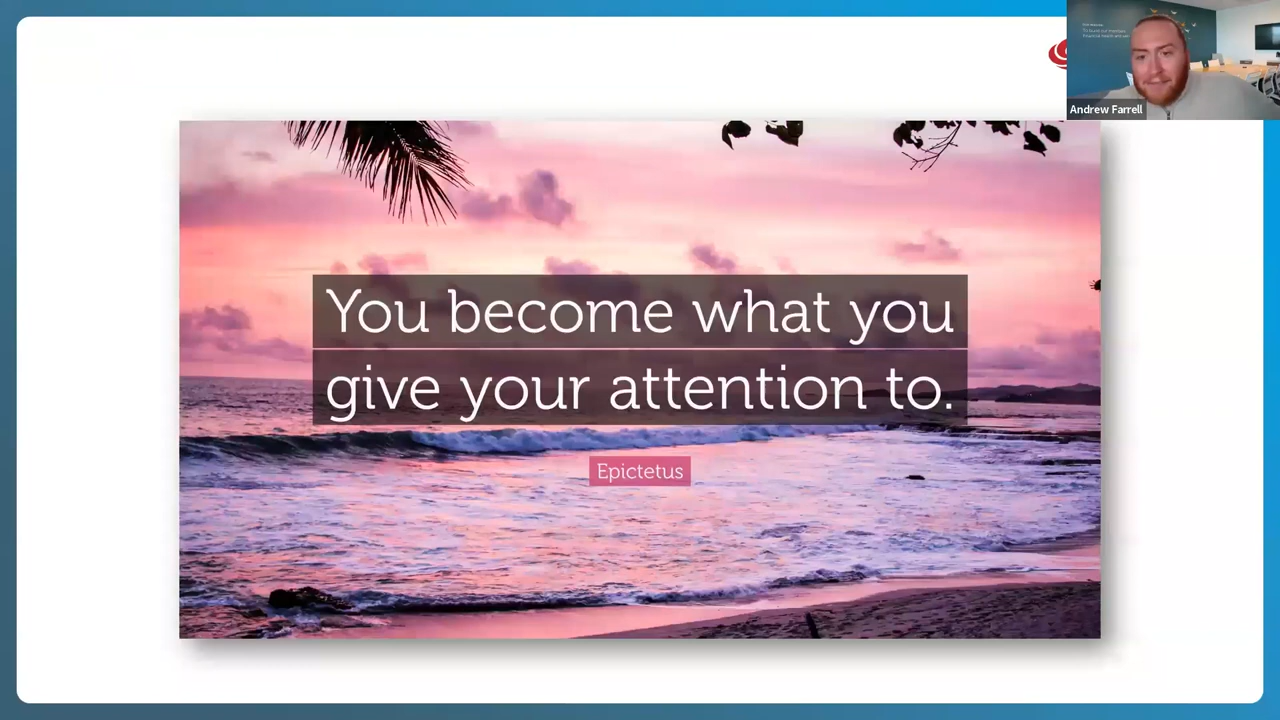 You become what you
give your attention to.
Epictetus
Andrew Farrell